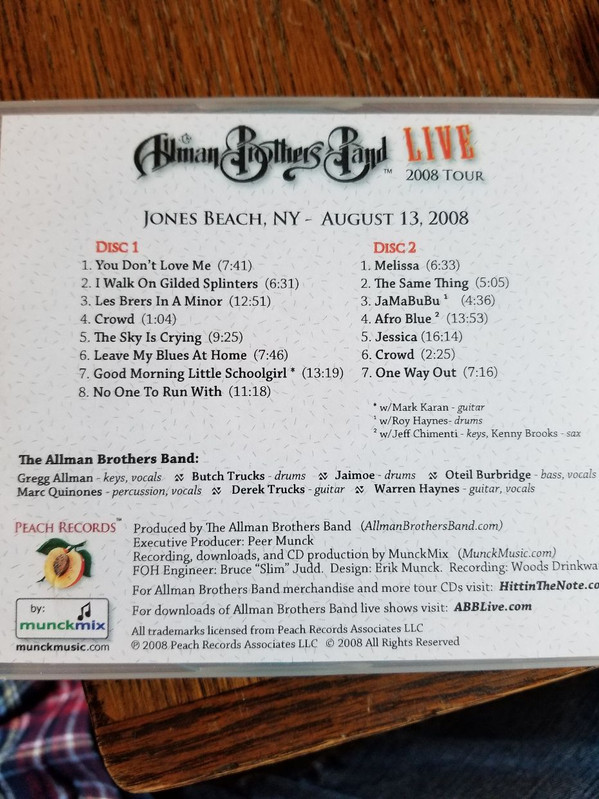 The Allman Brothers Band ™ LIVE
2008 TOUR
JONES BEACH, NY - AUGUST 13, 2008
DISC 1
1. You Don't Love Me (7:41)
2. I Walk On Gilded Splinters (6:31)
3. Les Brers In A Minor (12:51)
4. Crowd (1:04)
5. The Sky Is Crying (9:25)
6. Leave My Blues At Home (7:46)
7. Good Morning Little Schoolgirl * (13:19)
8. No One To Run With (11:18)
DISC 2
1. Melissa (6:33)
2. The Same Thing (5:05)
3. JaMaBuBu ¹ (4:36)
4. Afro Blue ² (13:53)
5. Jessica (16:14)
6. Crowd (2:25)
7. One Way Out (7:16)
* w/Mark Karan - guitar
¹ w/Roy Haynes- drums
² w/Jeff Chimenti - keys, Kenny Brooks - sax
The Allman Brothers Band:
Gregg Allman - keys, vocals Butch Trucks - drums Jaimoe - drums Oteil Burbridge - bass, vocals
Marc Quinones - percussion, vocals Derek Trucks - guitar Warren Haynes - guitar, vocals
PEACH RECORDS™
Produced by The Allman Brothers Band (AllmanBrothersBand.com)
Executive Producer: Peer Munck
Recording, downloads, and CD production by MunckMix (MunckMusic.com)
FOH Engineer: Bruce "Slim" Judd. Design: Erik Munck. Recording: Woods Drinkwa
For Allman Brothers Band merchandise and more tour CDs visit: HittinTheNote.co
For downloads of Allman Brothers Band live shows visit: ABBLive.com
All trademarks licensed from Peach Records Associates LLC
℗ 2008 Peach Records Associates LLC © 2008 All Rights Reserved
by:
munckmix
munckmusic.com